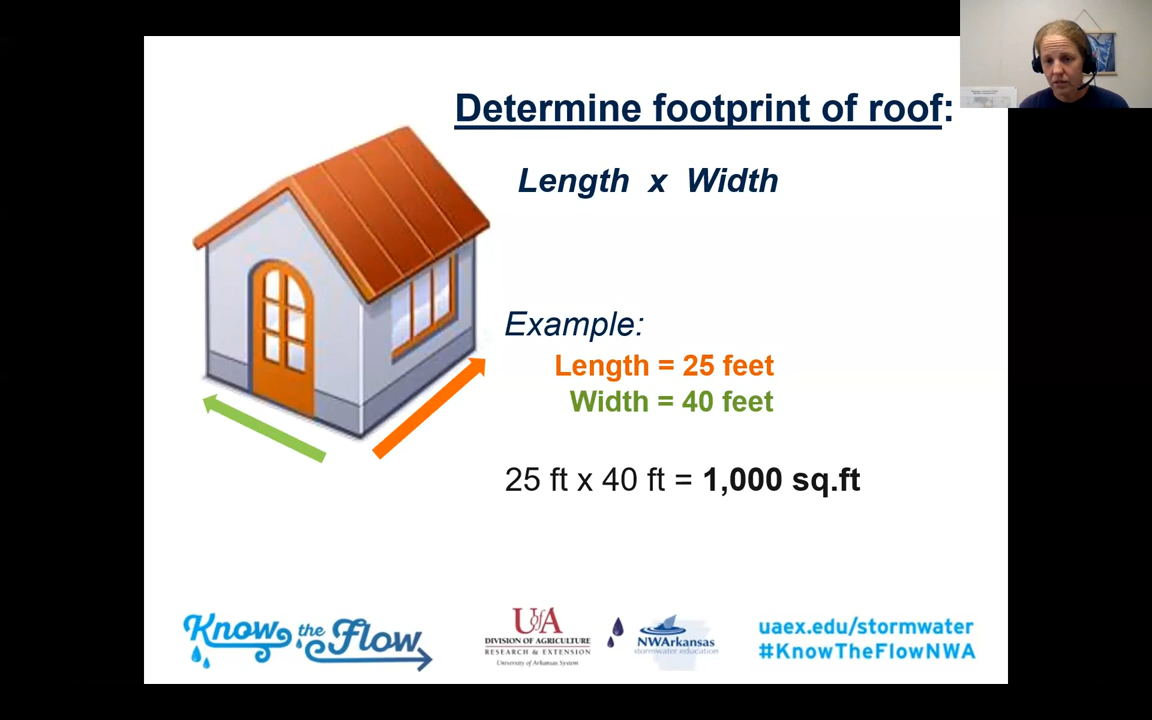 Determine footprint of roof:
Length x Width
Example:
Length = 25 feet
Width = 40 feet
25 ft x 40 ft = 1,000 sq.ft
Know the Flow
UofA
DIVISION OF AGRICULTURE
RESEARCH & EXTENSION
University of Arkansas System
NWArkansas
stormwater education
uaex.edu/stormwater
#KnowTheFlowNWA